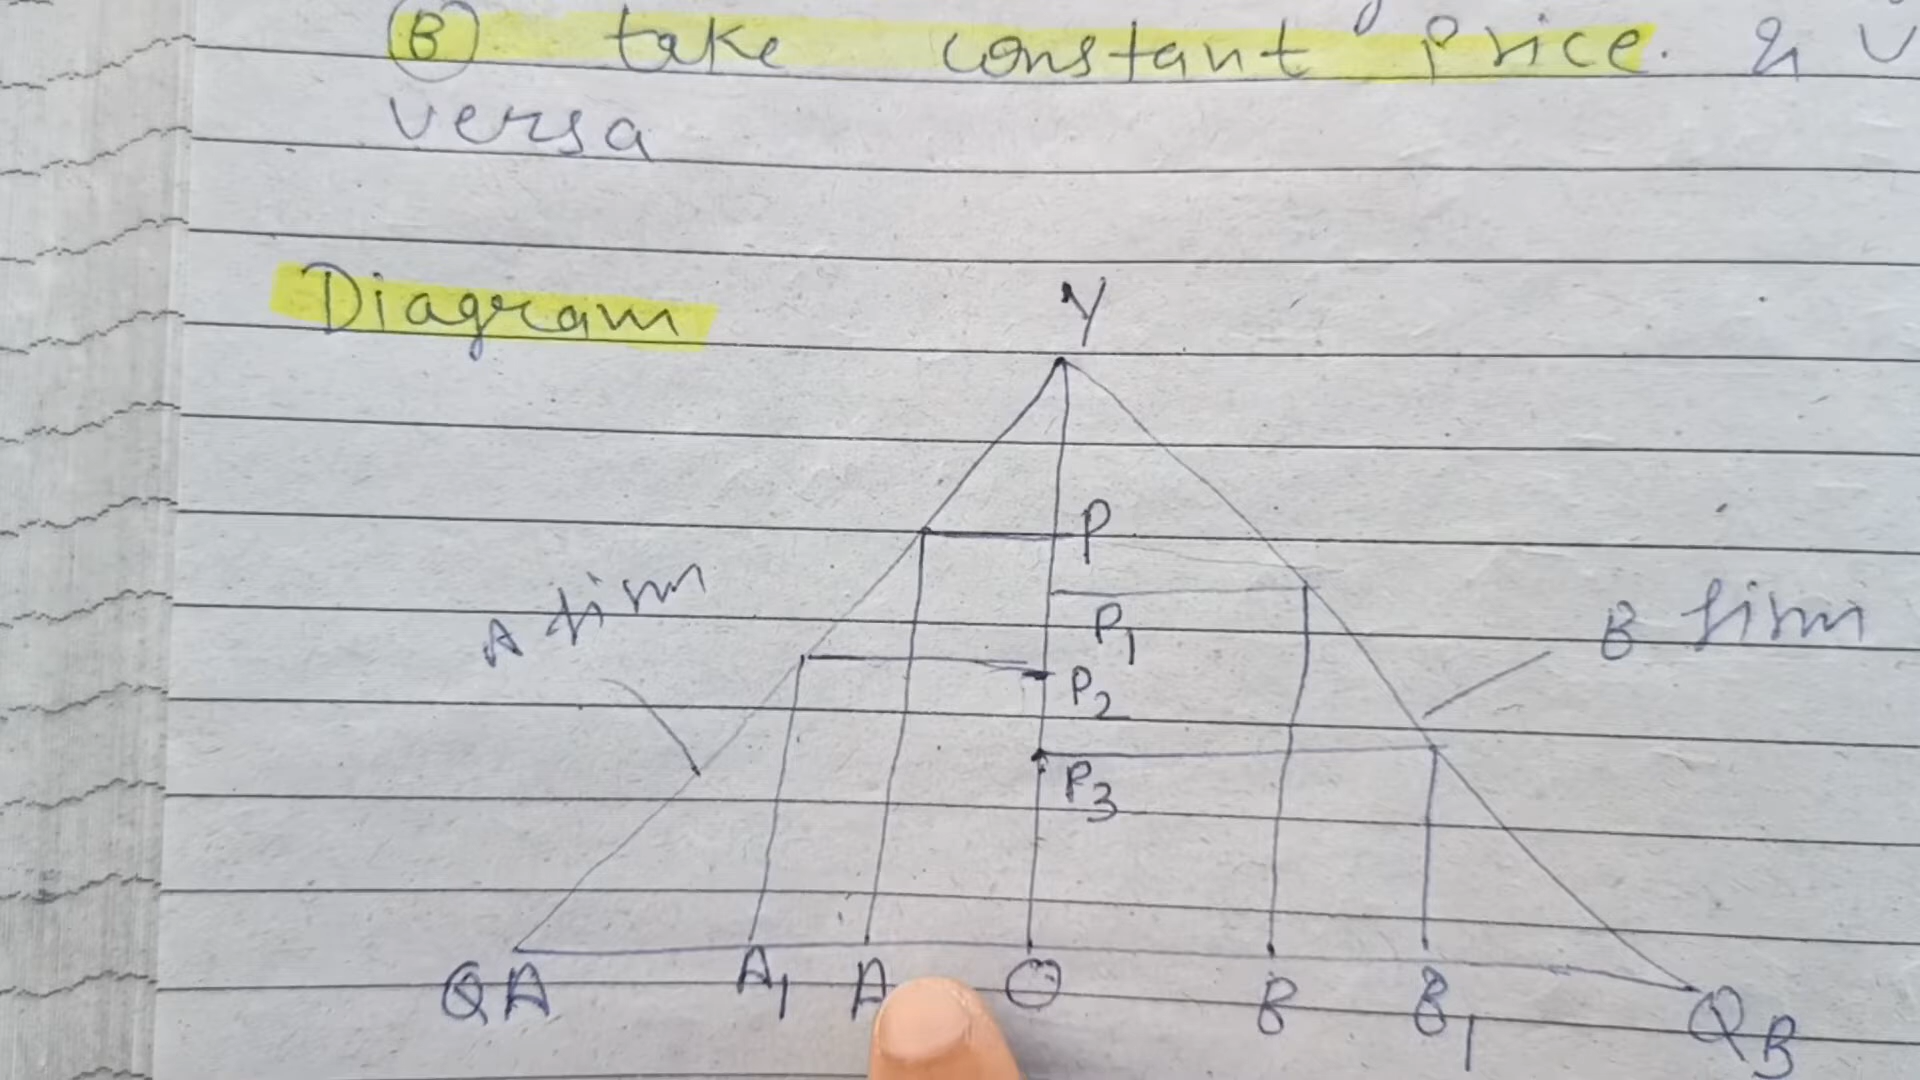 B take constant Price. &
versa
Diagram
Y
P
A firm
P1
B firm
P2
P3
QA A1 A O B B1 QB